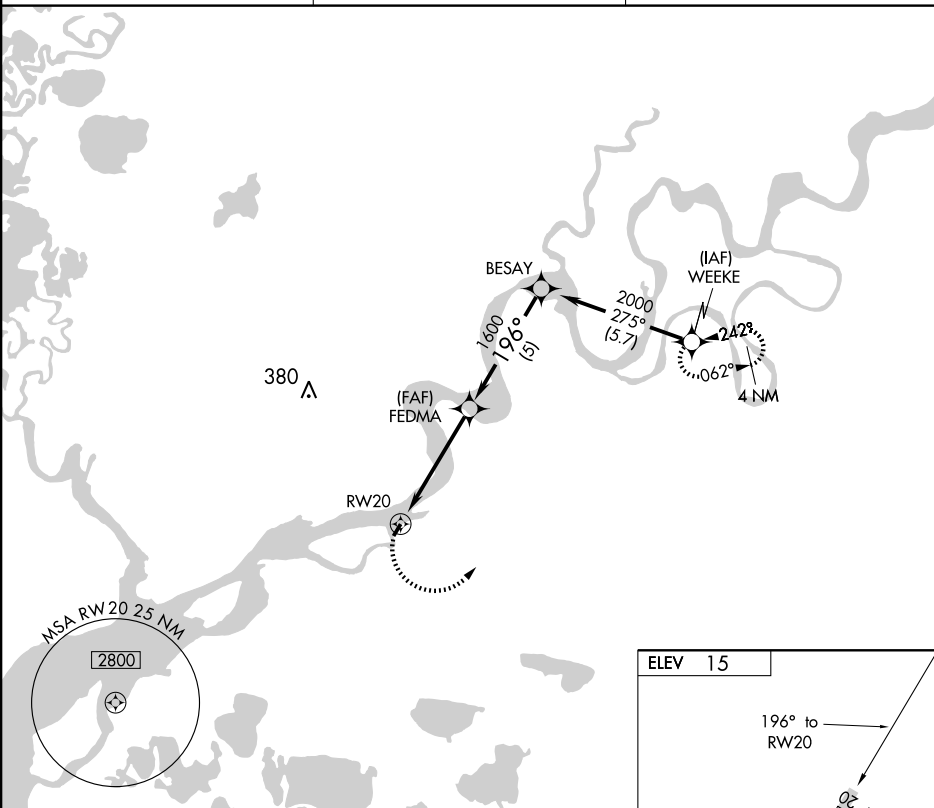 (IAF)
WEEKE
BESAY
2000
275°
(5.7)
242°
062°
4 NM
1600
196°
(5)
380
(FAF)
FEDMA
RW20
MSA RW20 25 NM
2800
ELEV 15
196° to
RW20
20